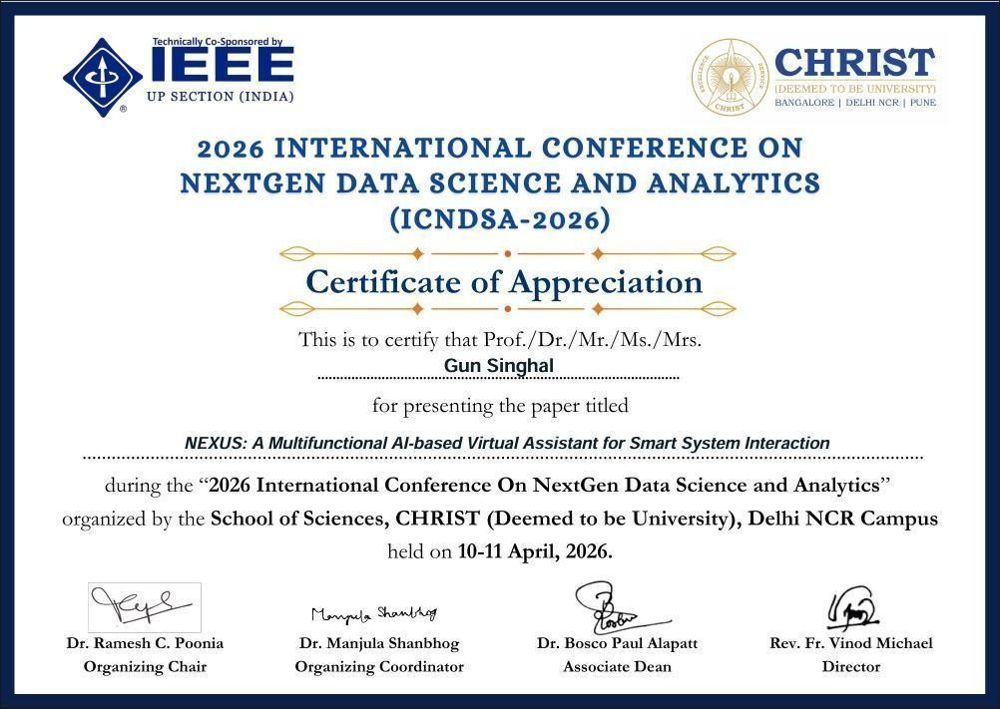 Technically Co-Sponsored by
IEEE
UP SECTION (INDIA)
®
EXCELLENCE SERVICE
CHRIST
CHRIST
(DEEMED TO BE UNIVERSITY)
BANGALORE | DELHI NCR | PUNE
2026 INTERNATIONAL CONFERENCE ON
NEXTGEN DATA SCIENCE AND ANALYTICS
(ICNDSA-2026)
Certificate of Appreciation
This is to certify that Prof./Dr./Mr./Ms./Mrs.
Gun Singhal
for presenting the paper titled
NEXUS: A Multifunctional AI-based Virtual Assistant for Smart System Interaction
during the “2026 International Conference On NextGen Data Science and Analytics”
organized by the School of Sciences, CHRIST (Deemed to be University), Delhi NCR Campus
held on 10-11 April, 2026.
Manjula Shanbhog
Dr. Ramesh C. Poonia
Organizing Chair
Dr. Manjula Shanbhog
Organizing Coordinator
Dr. Bosco Paul Alapatt
Associate Dean
Rev. Fr. Vinod Michael
Director